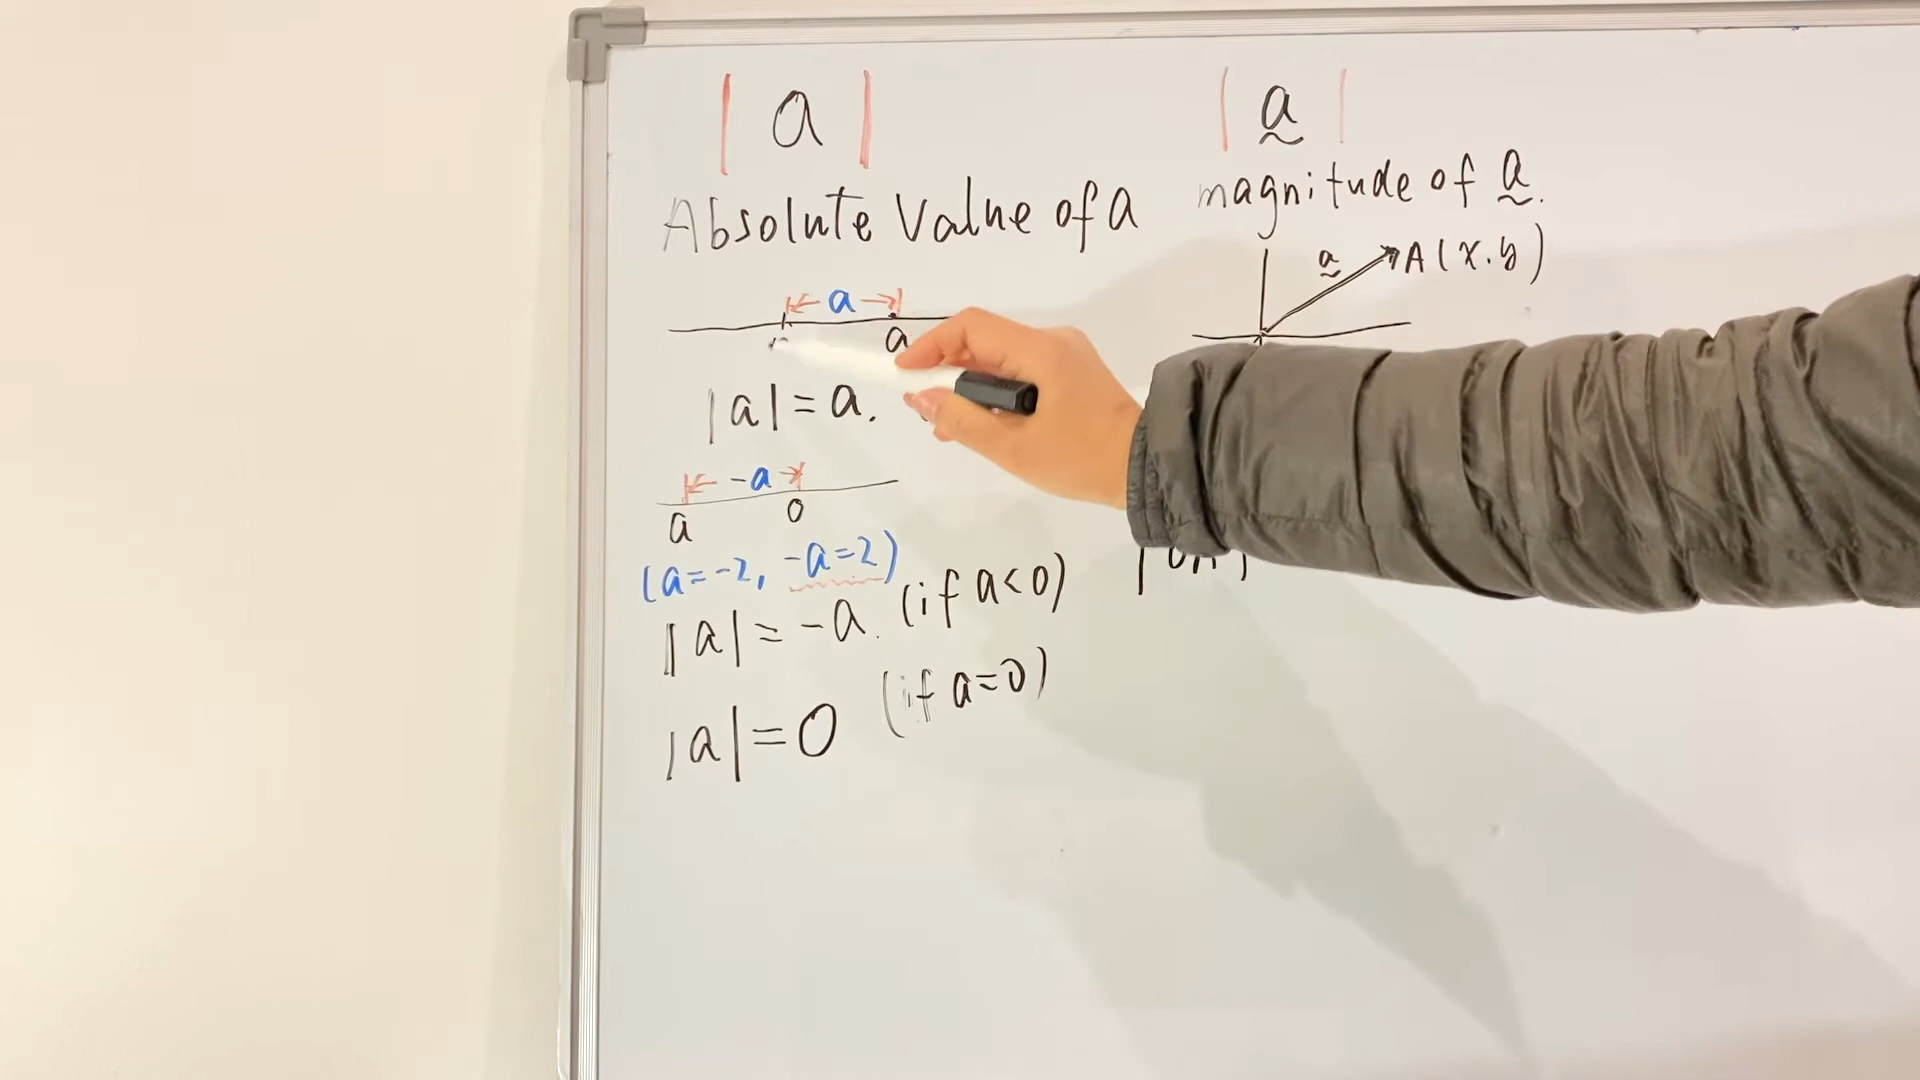 |a|
Absolute Value of a
a
a
|a| = a.
-a
a 0
(a=-2, -a=2)
|a| = -a. (if a<0)
|a| = 0 (if a=0)
|a|
magnitude of a.
a A(x.y)